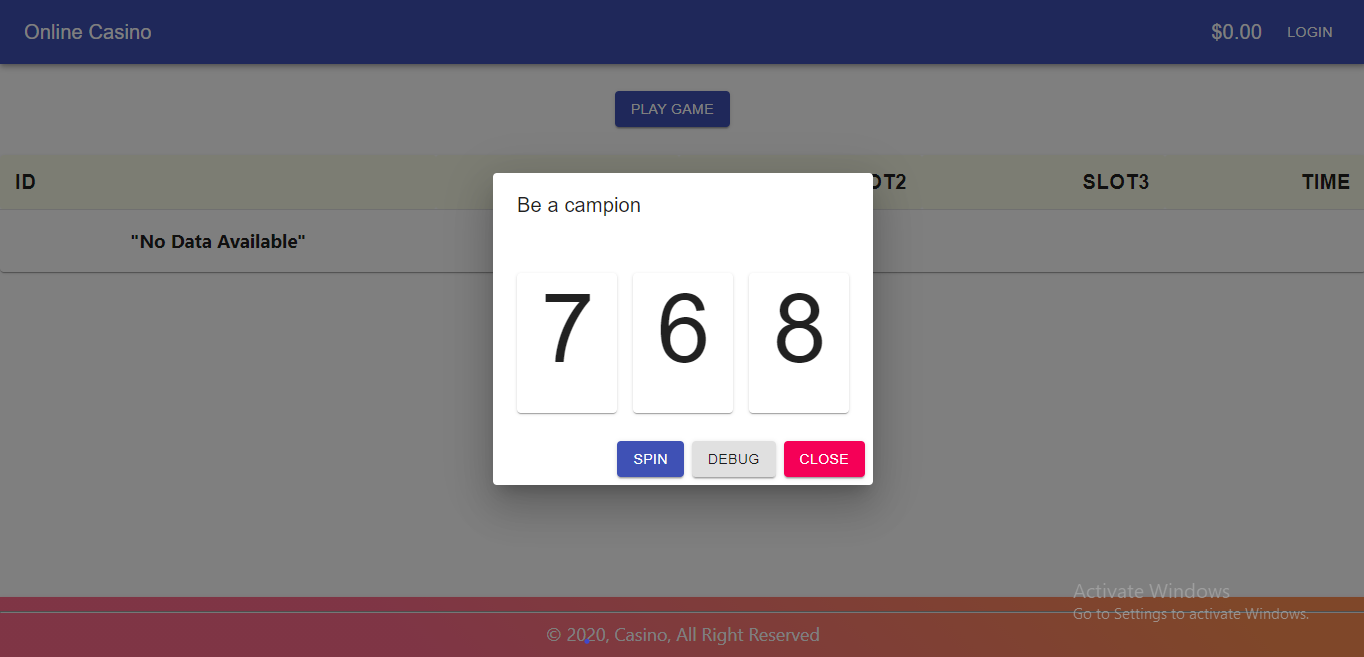 Online Casino $0.00 LOGIN
PLAY GAME
ID OT2 SLOT3 TIME
"No Data Available"
Be a campion
7 6 8
SPIN DEBUG CLOSE
Activate Windows
Go to Settings to activate Windows.
© 2020, Casino, All Right Reserved